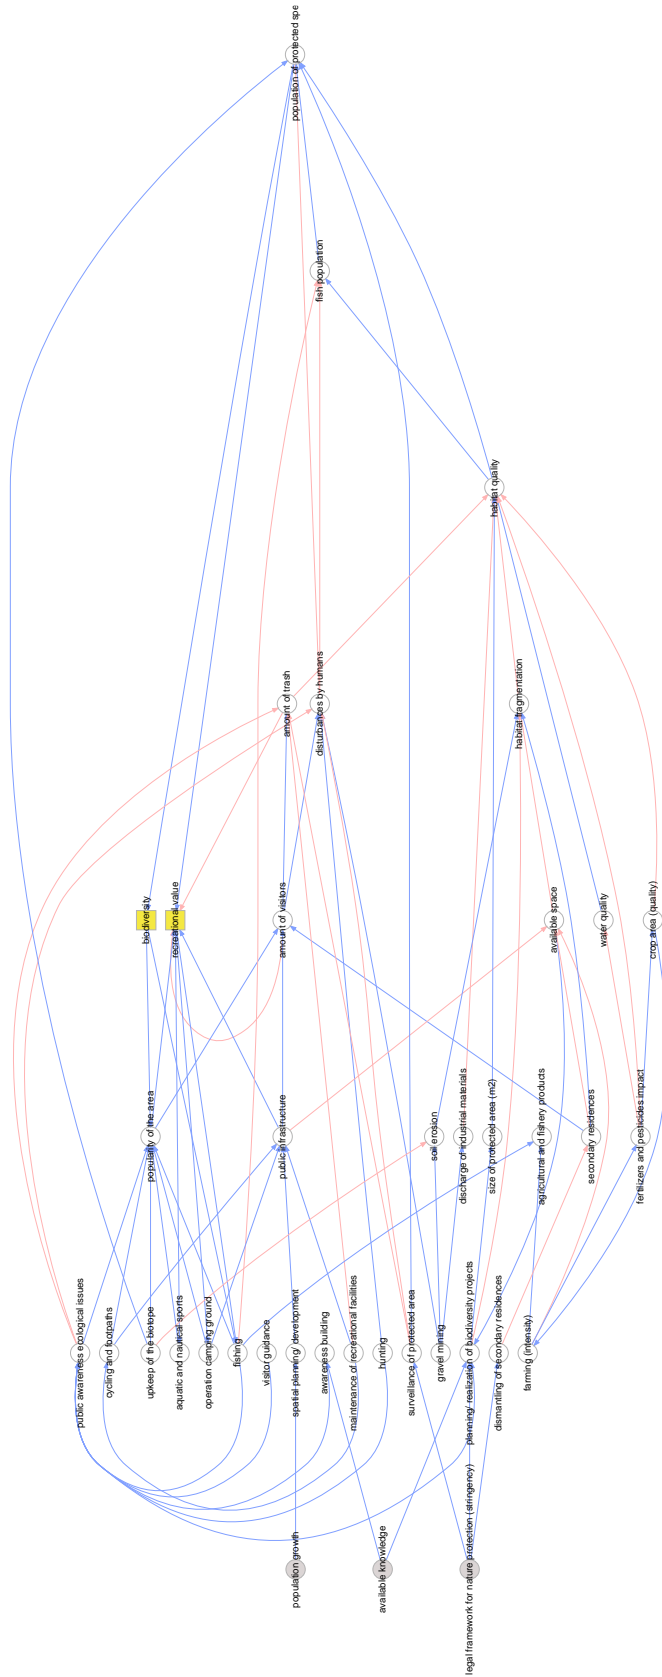 population of protected spe
fish population
habitat quality
amount of trash
disturbances by humans
habitat fragmentation
biodiversity
recreational value
amount of visitors
available space
water quality
crop area (quality)
popularity of the area
public infrastructure
soil erosion
discharge of industrial materials
size of protected area (m2)
agricultural and fishery products
secondary residences
fertilizers and pesticides impact
public awareness ecological issues
cycling and footpaths
upkeep of the biotope
aquatic and nautical sports
operation camping ground
fishing
visitor guidance
spatial planning/ development
awareness building
maintenance of recreational facilities
hunting
surveillance of protected area
gravel mining
planning/ realization of biodiversity projects
dismantling of secondary residences
farming (intensity)
population growth
available knowledge
legal framework for nature protection (stringency)